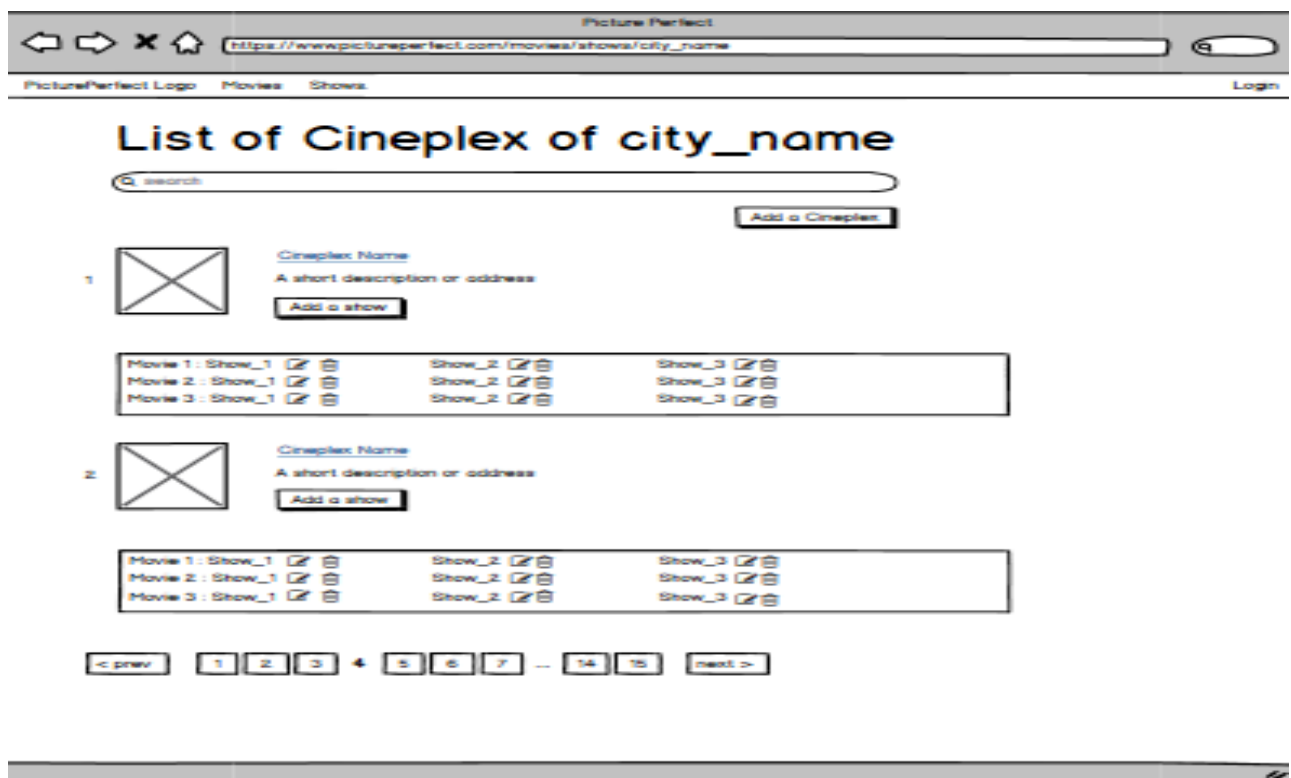 Picture Perfect
https://www.pictureperfect.com/movies/shows/city_name
PicturePerfect Logo Movies Shows Login
List of Cineplex of city_name
search
Add a Cineplex
1 Cineplex Name
A short description or address
Add a show
Movie 1 : Show_1 Show_2 Show_3
Movie 2 : Show_1 Show_2 Show_3
Movie 3 : Show_1 Show_2 Show_3
2 Cineplex Name
A short description or address
Add a show
Movie 1 : Show_1 Show_2 Show_3
Movie 2 : Show_1 Show_2 Show_3
Movie 3 : Show_1 Show_2 Show_3
< prev 1 2 3 4 5 6 7 ... 14 15 next >